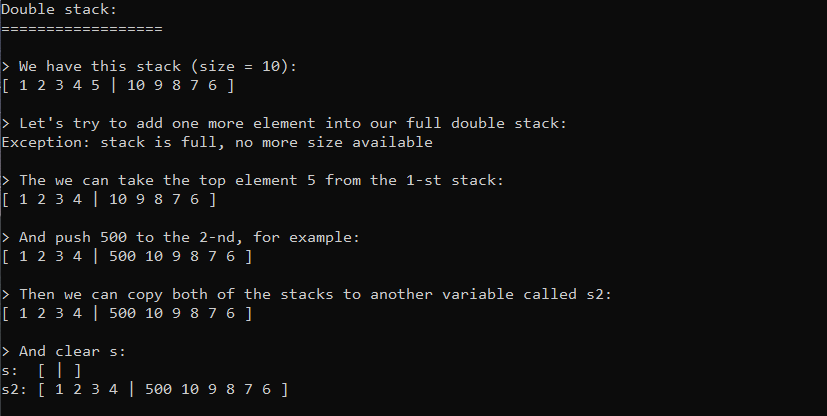 Double stack:
==================
> We have this stack (size = 10):
[ 1 2 3 4 5 | 10 9 8 7 6 ]
> Let's try to add one more element into our full double stack:
Exception: stack is full, no more size available
> The we can take the top element 5 from the 1-st stack:
[ 1 2 3 4 | 10 9 8 7 6 ]
> And push 500 to the 2-nd, for example:
[ 1 2 3 4 | 500 10 9 8 7 6 ]
> Then we can copy both of the stacks to another variable called s2:
[ 1 2 3 4 | 500 10 9 8 7 6 ]
> And clear s:
s:  [ | ]
s2: [ 1 2 3 4 | 500 10 9 8 7 6 ]